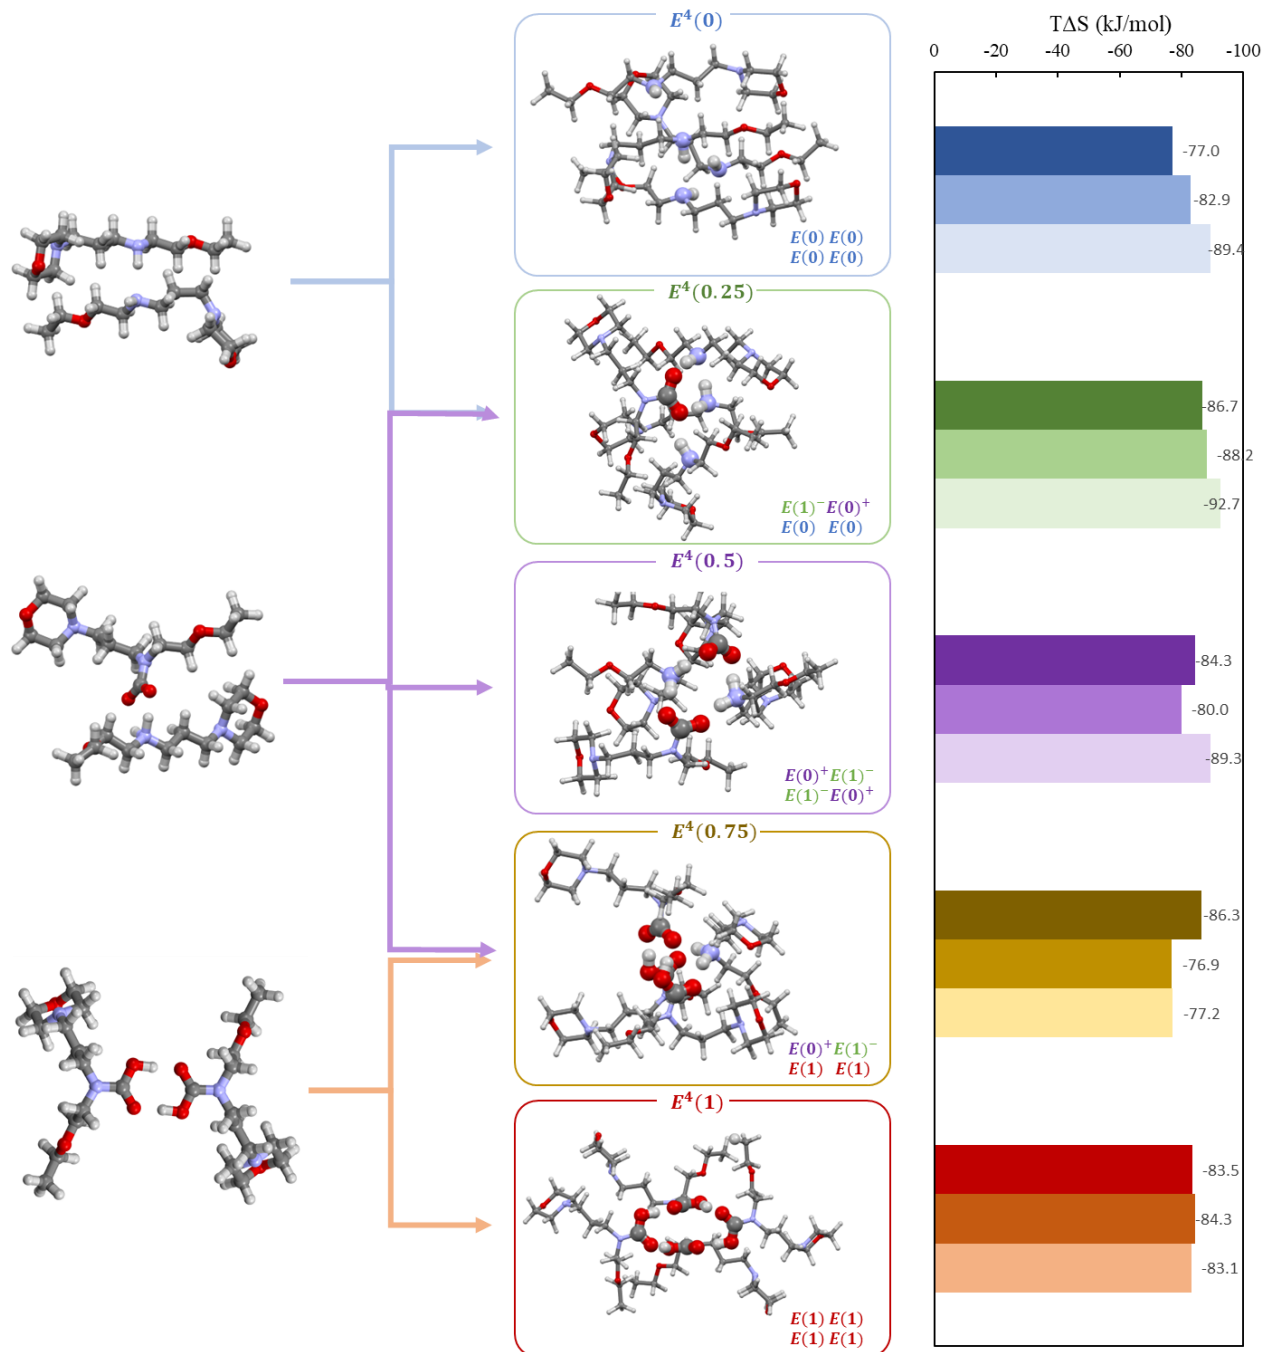 TΔS (kJ/mol)
0 -20 -40 -60 -80 -100
E⁴(0)
E(0) E(0)
E(0) E(0)
-77.0
-82.9
-89.4
E⁴(0.25)
E(1)⁻E(0)⁺
E(0) E(0)
-86.7
-88.2
-92.7
E⁴(0.5)
E(0)⁺E(1)⁻
E(1)⁻E(0)⁺
-84.3
-80.0
-89.3
E⁴(0.75)
E(0)⁺E(1)⁻
E(1) E(1)
-86.3
-76.9
-77.2
E⁴(1)
E(1) E(1)
E(1) E(1)
-83.5
-84.3
-83.1